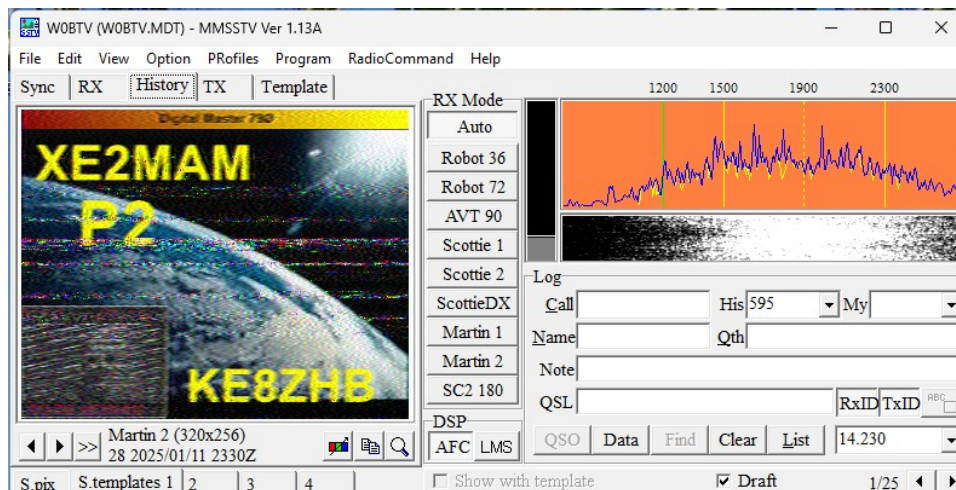 W0BTV (W0BTV.MDT) - MMSSTV Ver 1.13A
File Edit View Option PRofiles Program RadioCommand Help
Sync RX History TX Template
Digital Master 790
XE2MAM
P2
KE8ZHB
Martin 2 (320x256)
28 2025/01/11 2330Z
>>
S.pix S.templates 1 2 3 4
RX Mode
Auto
Robot 36
Robot 72
AVT 90
Scottie 1
Scottie 2
ScottieDX
Martin 1
Martin 2
SC2 180
DSP
AFC LMS
1200 1500 1900 2300
Log
Call His 595 My
Name Qth
Note
QSL RxID TxID ABC
QSO Data Find Clear List 14.230
Show with template Draft 1/25